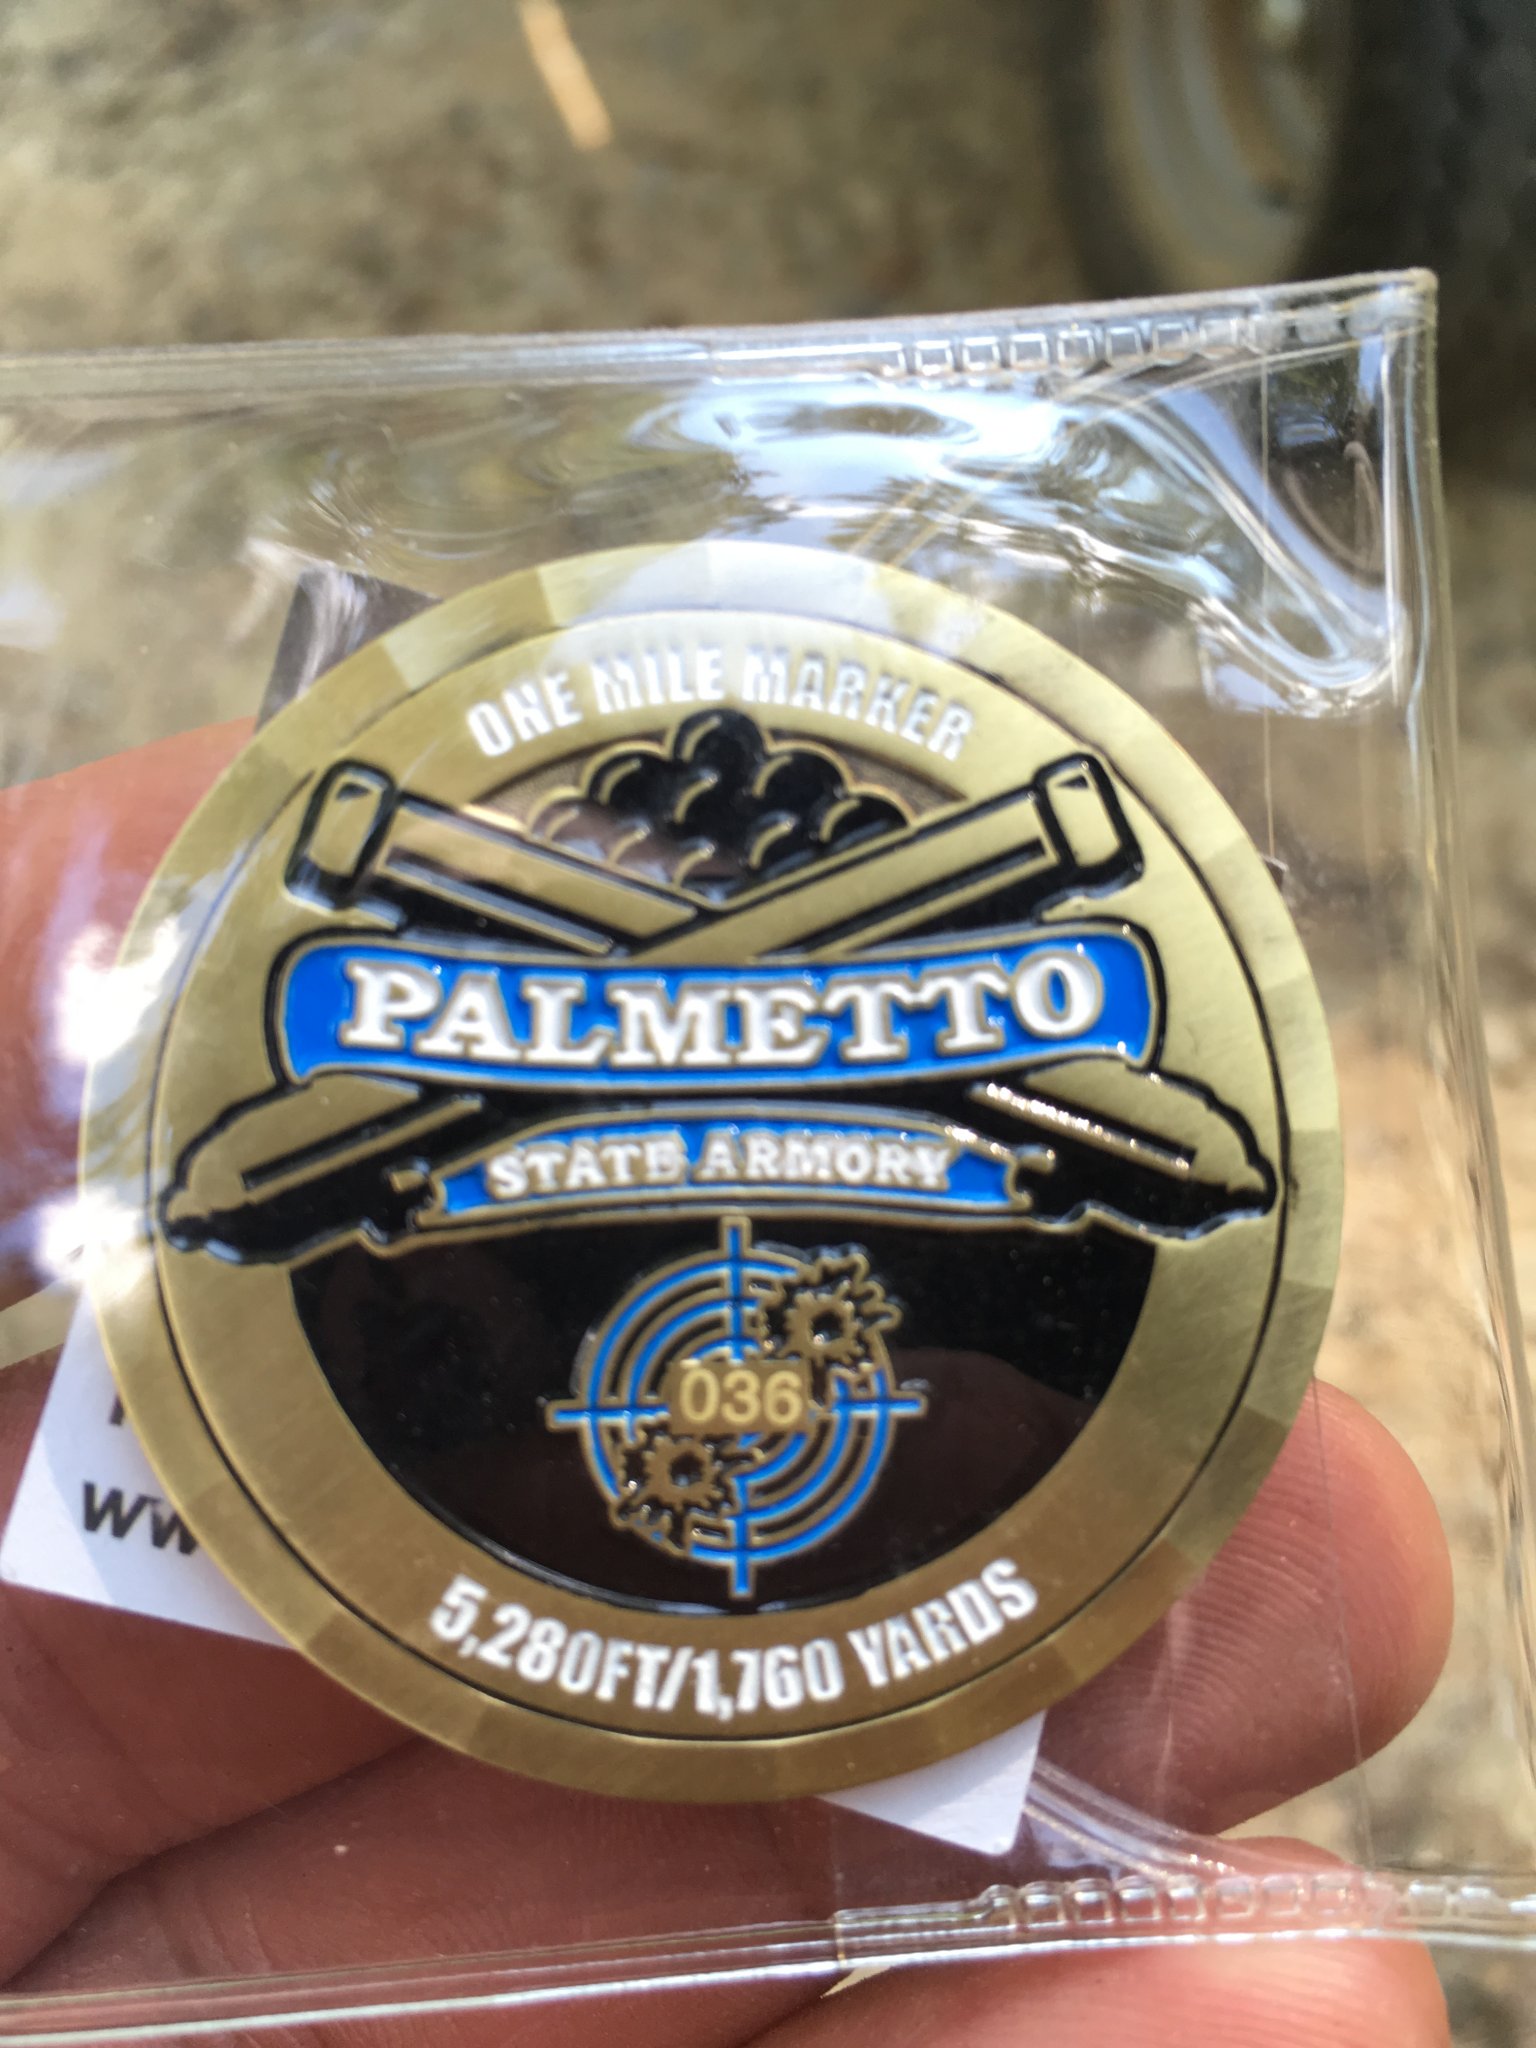 ONE MILE MARKER
PALMETTO
STATE ARMORY
036
5,280FT/1,760 YARDS